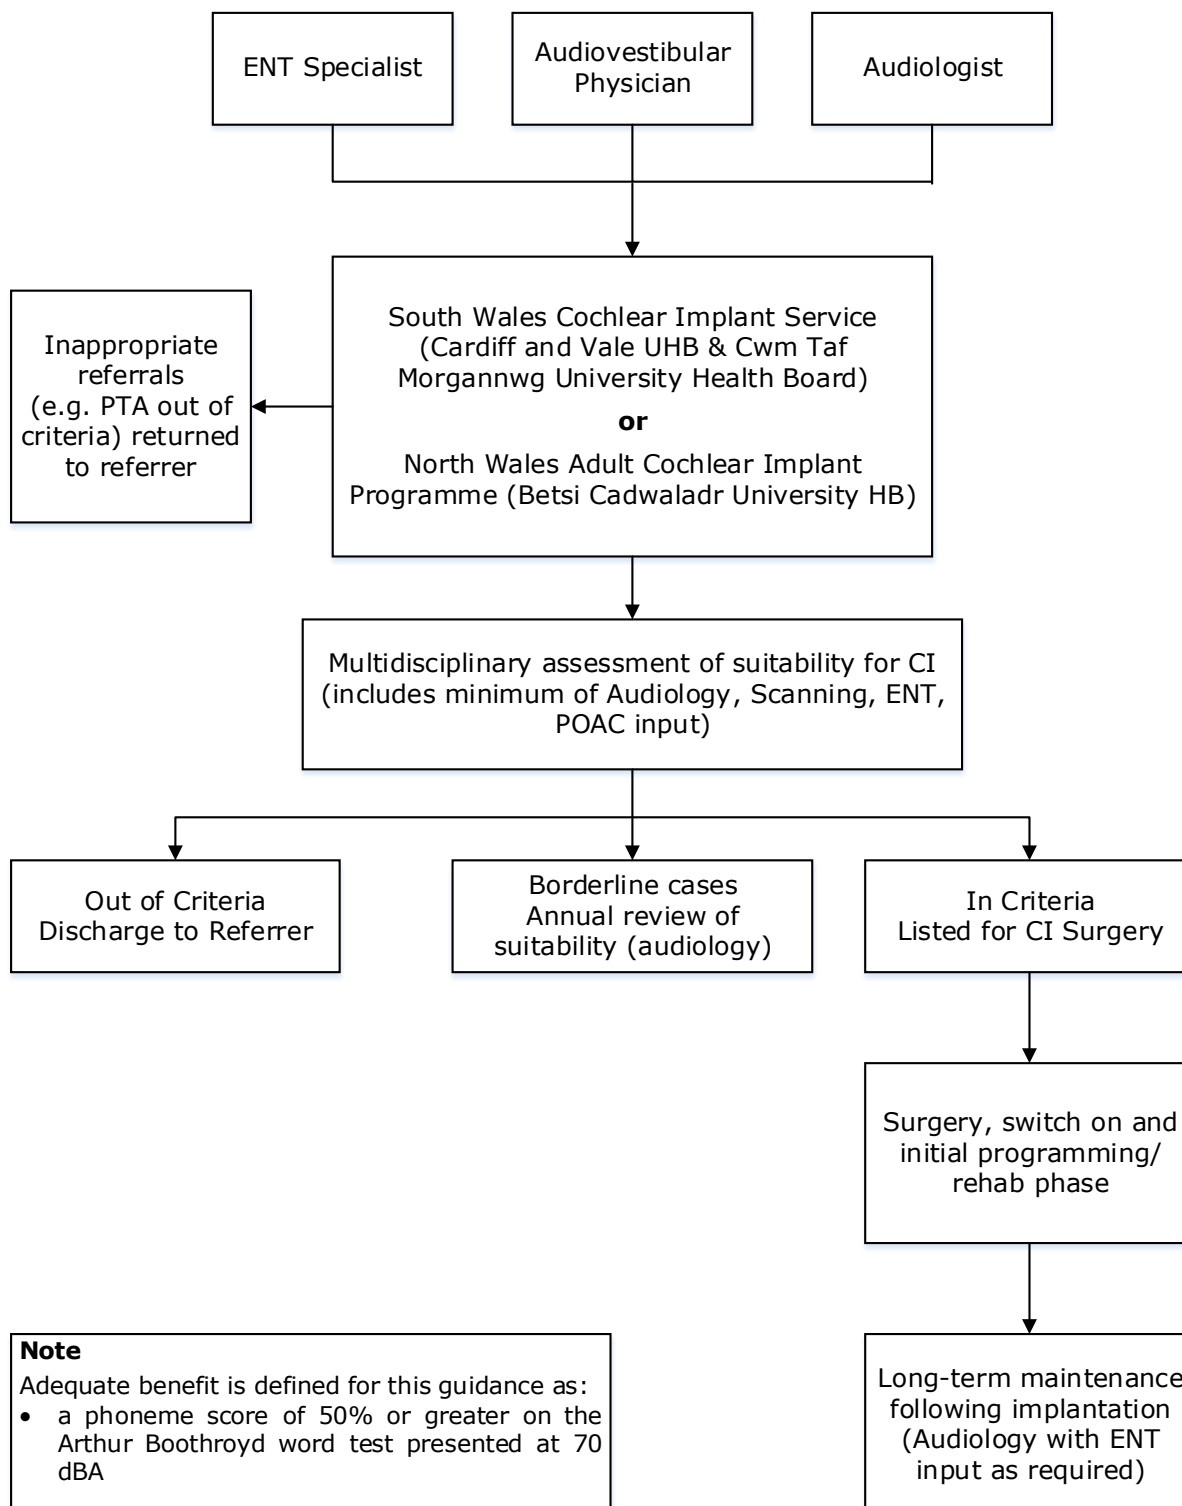 ENT Specialist
Audiovestibular
Physician
Audiologist
South Wales Cochlear Implant Service
(Cardiff and Vale UHB & Cwm Taf
Morgannwg University Health Board)
or
North Wales Adult Cochlear Implant
Programme (Betsi Cadwaladr University HB)
Inappropriate
referrals
(e.g. PTA out of
criteria) returned
to referrer
Multidisciplinary assessment of suitability for CI
(includes minimum of Audiology, Scanning, ENT,
POAC input)
Out of Criteria
Discharge to Referrer
Borderline cases
Annual review of
suitability (audiology)
In Criteria
Listed for CI Surgery
Surgery, switch on and
initial programming/
rehab phase
Long-term maintenance
following implantation
(Audiology with ENT
input as required)
Note
Adequate benefit is defined for this guidance as:
• a phoneme score of 50% or greater on the
Arthur Boothroyd word test presented at 70
dBA